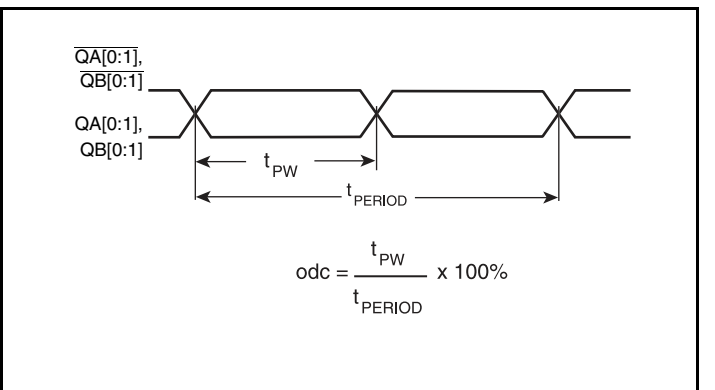 QA[0:1],
QB[0:1]
QA[0:1],
QB[0:1]
tPW
tPERIOD
odc = tPW / tPERIOD x 100%